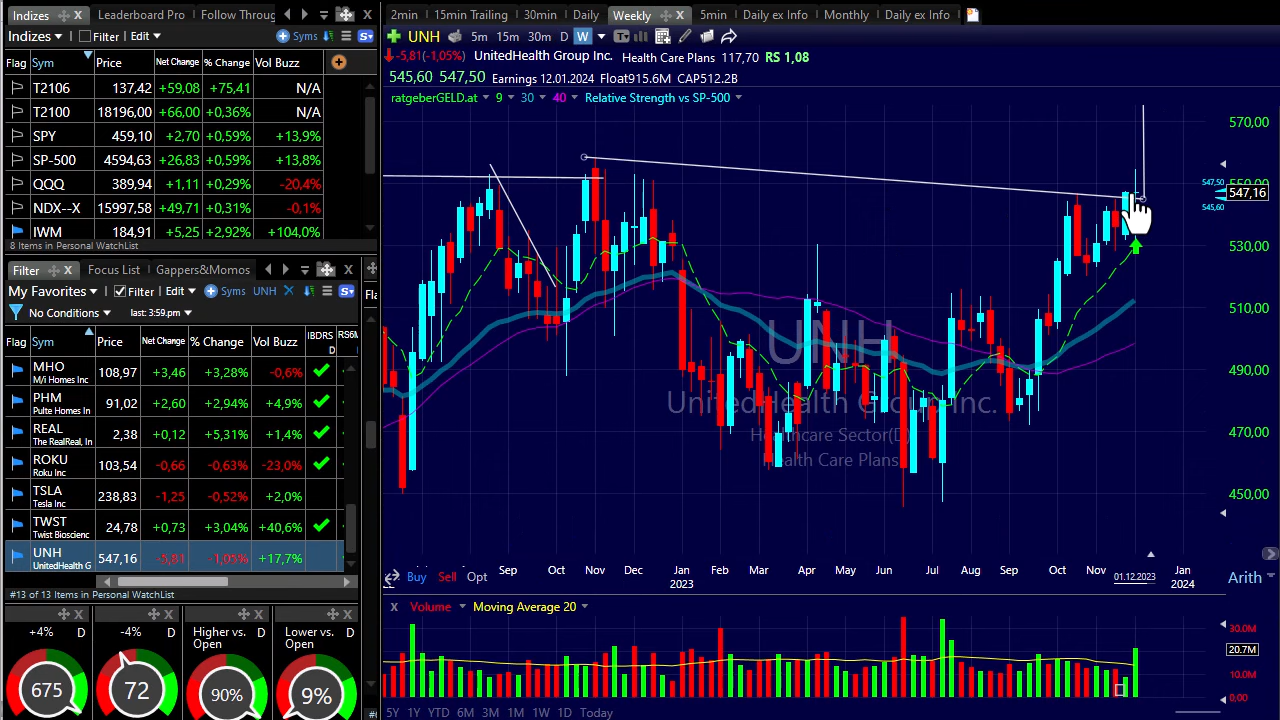 Indizes
Leaderboard Pro
Follow Throug
Indizes
Filter
Edit
Syms
Flag Sym Price Net Change % Change Vol Buzz
T2106 137,42 +59,08 +75,41 N/A
T2100 18196,00 +66,00 +0,36% N/A
SPY 459,10 +2,70 +0,59% +13,9%
SP-500 4594,63 +26,83 +0,59% +13,8%
QQQ 389,94 +1,11 +0,29% -20,4%
NDX--X 15997,58 +49,71 +0,31% -0,1%
IWM 184,91 +5,25 +2,92% +104,0%
8 Items in Personal WatchList
Filter
Focus List
Gappers&Momos
My Favorites
Filter
Edit
Syms
UNH
No Conditions
last: 3:59pm
Flag Sym Price Net Change % Change Vol Buzz IBDRS D RS6M
MHO 108,97 +3,46 +3,28% -0,6%
M/i Homes Inc
PHM 91,02 +2,60 +2,94% +4,9%
Pulte Homes In
REAL 2,38 +0,12 +5,31% +1,4%
The RealReal, In
ROKU 103,54 -0,66 -0,63% -23,0%
Roku Inc
TSLA 238,83 -1,25 -0,52% +2,0%
Tesla Inc
TWST 24,78 +0,73 +3,04% +40,6%
Twist Bioscienc
UNH 547,16 -5,81 -1,05% +17,7%
UnitedHealth G
#13 of 13 Items in Personal WatchList
+4% D
675
-4% D
72
Higher vs. Open D
90%
Lower vs. Open D
9%
Fla
2min
15min Trailing
30min
Daily
Weekly
5min
Daily ex Info
Monthly
Daily ex Info
UNH 5m 15m 30m D W
-5,81(-1,05%) UnitedHealth Group Inc. Health Care Plans 117,70 RS 1,08
545,60 547,50 Earnings 12.01.2024 Float915.6M CAP512.2B
ratgeberGELD.at 9 30 40 Relative Strength vs SP-500
570,00
547,50
547,16
545,60
530,00
510,00
490,00
470,00
450,00
UNH
UnitedHealth Group Inc.
Healthcare Sector(D)
Health Care Plans
Buy Sell Opt
Sep Oct Nov Dec Jan Feb Mar Apr May Jun Jul Aug Sep Oct Nov 01.12.2023 Jan
2023 2024
Arith
X Volume Moving Average 20
30.0M
20.7M
10.0M
0.00
5Y 1Y YTD 6M 3M 1M 1W 1D Today